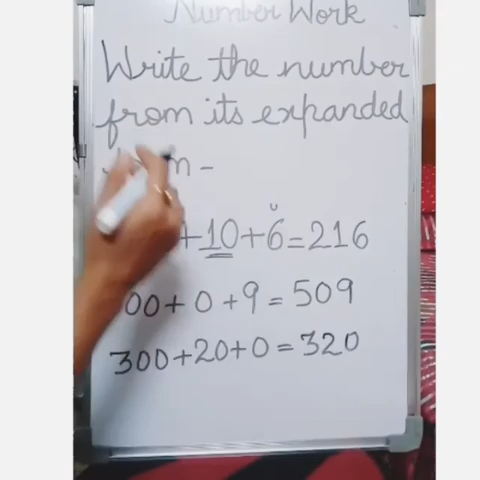 Number Work
Write the number
from its expanded
-
+10+6=216
00+0+9=509
300+20+0=320